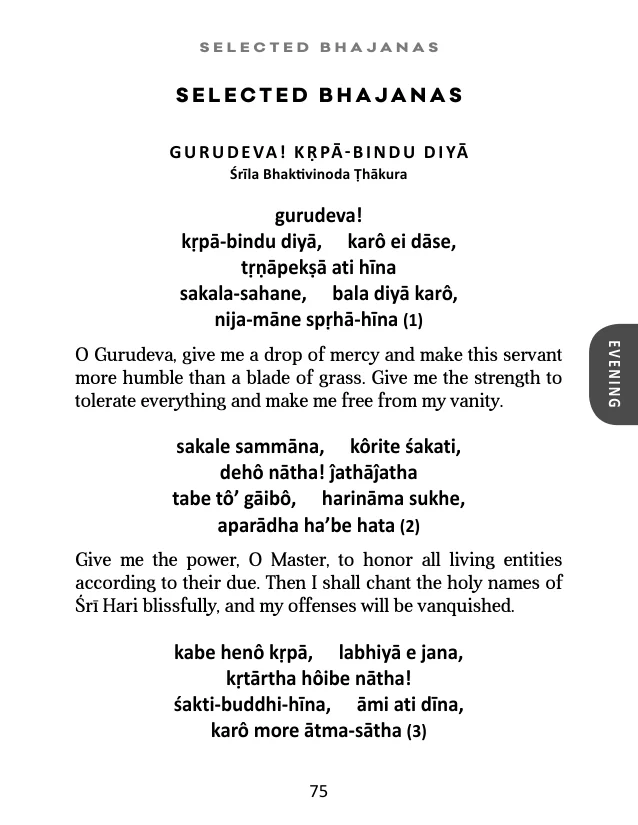 SELECTED BHAJANAS
SELECTED BHAJANAS
GURUDEVA! KṚPĀ-BINDU DIYĀ
Śrīla Bhaktivinoda Ṭhākura
gurudeva!
kṛpā-bindu diyā, karô ei dāse,
tṛṇāpekṣā ati hīna
sakala-sahane, bala diyā karô,
nija-māne spṛhā-hīna (1)
O Gurudeva, give me a drop of mercy and make this servant
more humble than a blade of grass. Give me the strength to
tolerate everything and make me free from my vanity.
EVENING
sakale sammāna, kôrite śakati,
dehô nātha! ĵathāĵatha
tabe tô’ gāibô, harināma sukhe,
aparādha ha’be hata (2)
Give me the power, O Master, to honor all living entities
according to their due. Then I shall chant the holy names of
Śrī Hari blissfully, and my offenses will be vanquished.
kabe henô kṛpā, labhiyā e jana,
kṛtārtha hôibe nātha!
śakti-buddhi-hīna, āmi ati dīna,
karô more ātma-sātha (3)
75